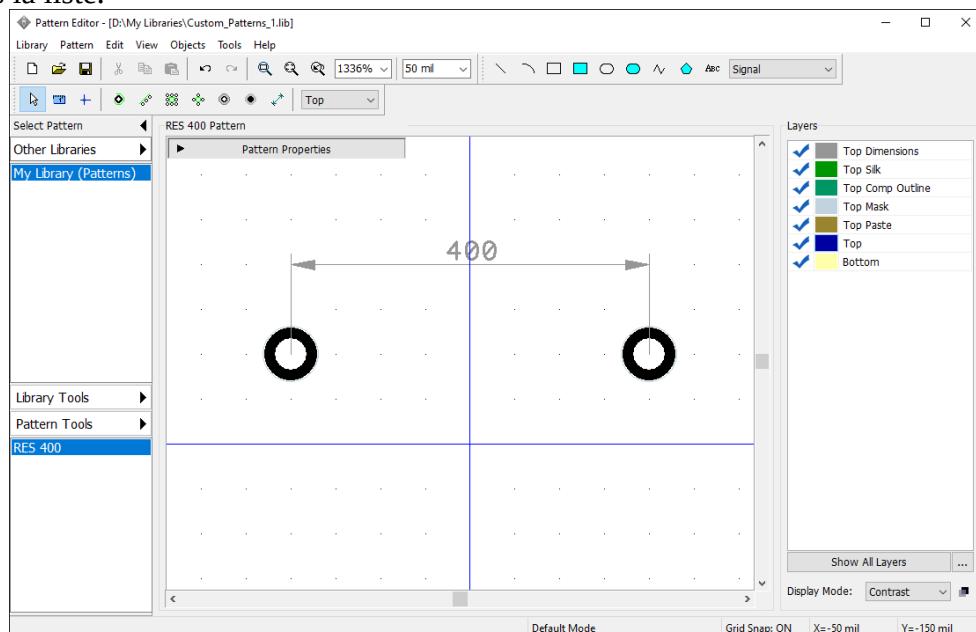 Pattern Editor - [D:\My Libraries\Custom_Patterns_1.lib]
Library Pattern Edit View Objects Tools Help
1336% 50 mil ABC Signal
Top
Select Pattern
RES 400 Pattern
Layers
Other Libraries
Pattern Properties
My Library (Patterns)
Top Dimensions
Top Silk
Top Comp Outline
Top Mask
Top Paste
Top
Bottom
400
Library Tools
Pattern Tools
RES 400
Show All Layers ...
Display Mode: Contrast
Default Mode Grid Snap: ON X=-50 mil Y=-150 mil